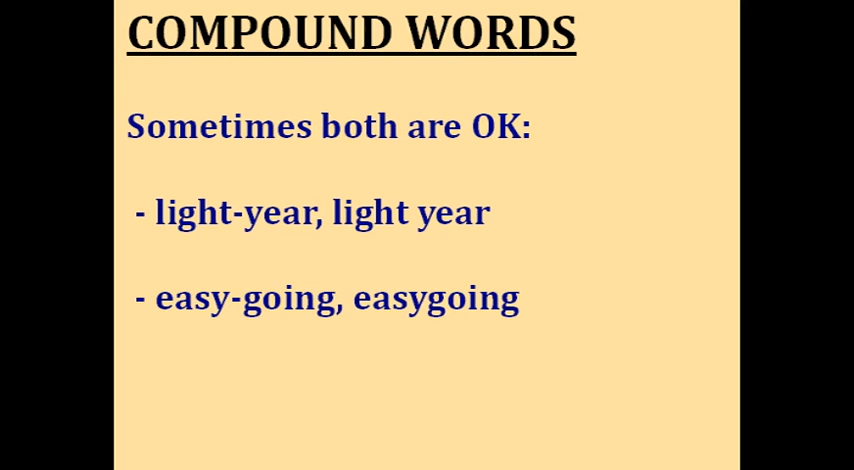 COMPOUND WORDS
Sometimes both are OK:
- light-year, light year
- easy-going, easygoing